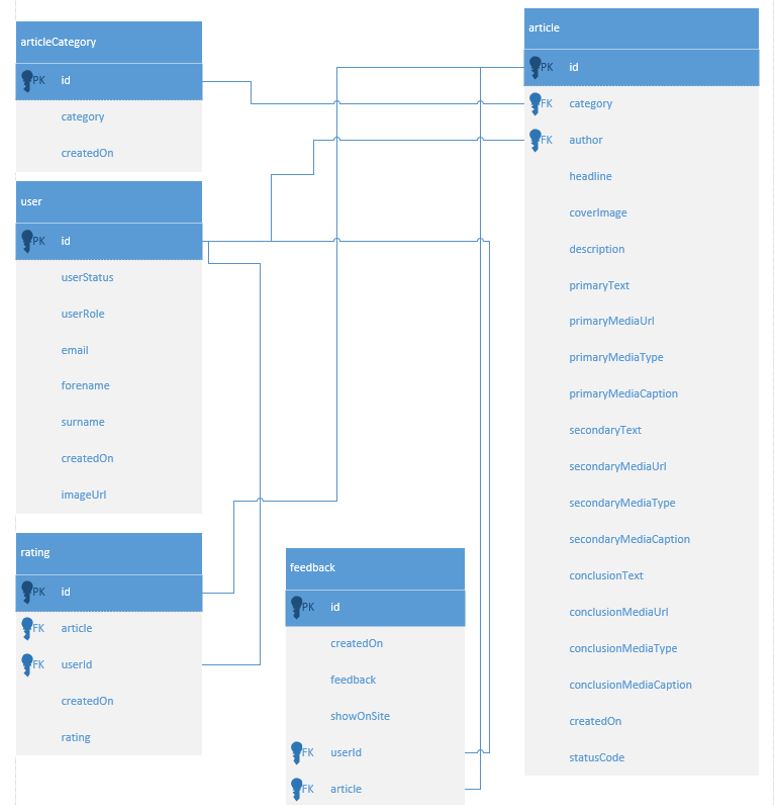 articleCategory
PK id
category
createdOn
user
PK id
userStatus
userRole
email
forename
surname
createdOn
imageUrl
rating
PK id
FK article
FK userId
createdOn
rating
feedback
PK id
createdOn
feedback
showOnSite
FK userId
FK article
article
PK id
FK category
FK author
headline
coverImage
description
primaryText
primaryMediaUrl
primaryMediaType
primaryMediaCaption
secondaryText
secondaryMediaUrl
secondaryMediaType
secondaryMediaCaption
conclusionText
conclusionMediaUrl
conclusionMediaType
conclusionMediaCaption
createdOn
statusCode